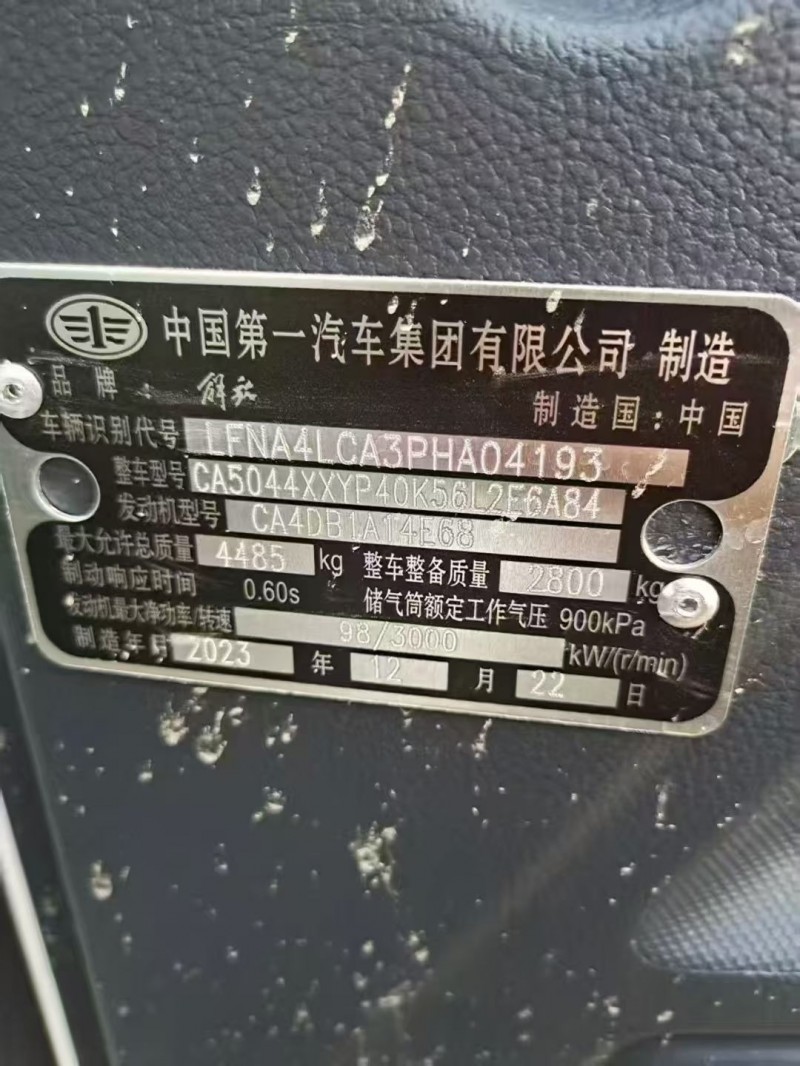 中国第一汽车集团有限公司 制造
品牌: 解放
制造国:中国
车辆识别代号 LFNA4LCA3PHA04193
整车型号 CA5044XXYP40K56L2E6A84
发动机型号 CA4DB1A14E68
最大允许总质量 4485 kg 整车整备质量 2800 kg
制动响应时间 0.60s 储气筒额定工作气压 900kPa
发动机最大净功率/转速 98/3000 kW/(r/min)
制造年月 2023 年 12 月 22 日